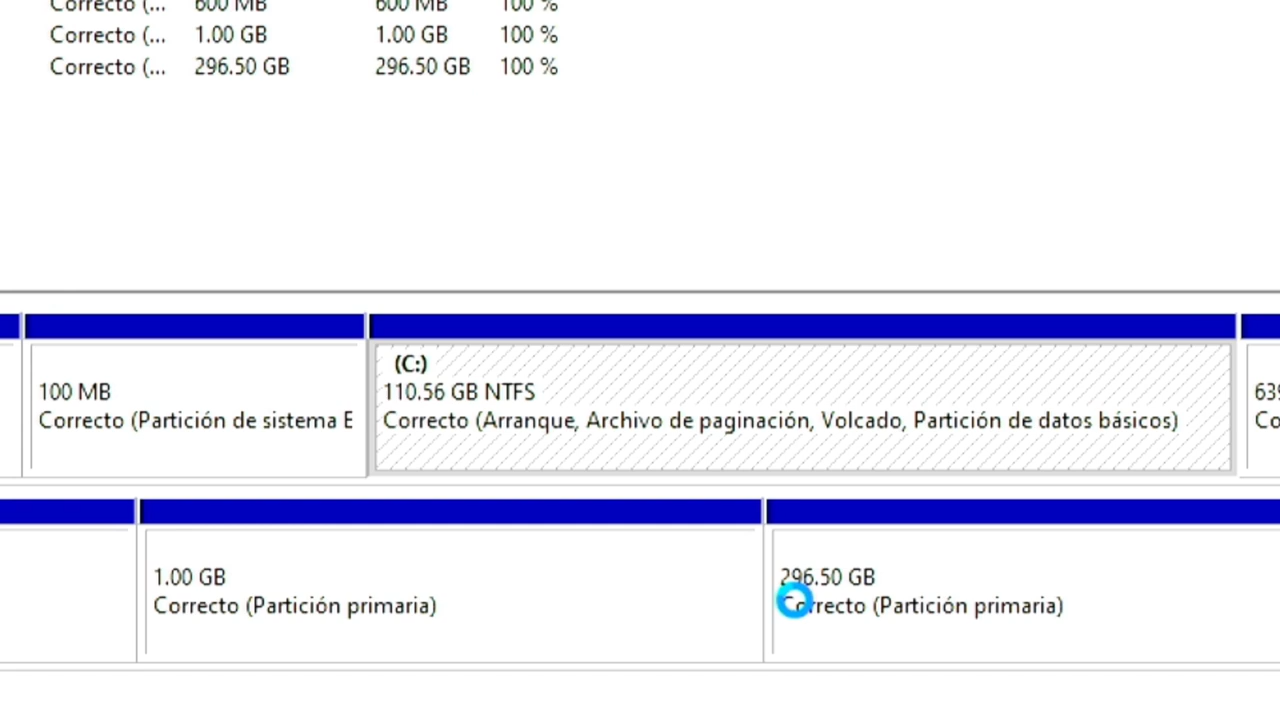 Correcto (... 600 MB 600 MB 100 %
Correcto (... 1.00 GB 1.00 GB 100 %
Correcto (... 296.50 GB 296.50 GB 100 %
(C:)
100 MB 110.56 GB NTFS
Correcto (Partición de sistema E Correcto (Arranque, Archivo de paginación, Volcado, Partición de datos básicos)
1.00 GB 296.50 GB
Correcto (Partición primaria) Correcto (Partición primaria)